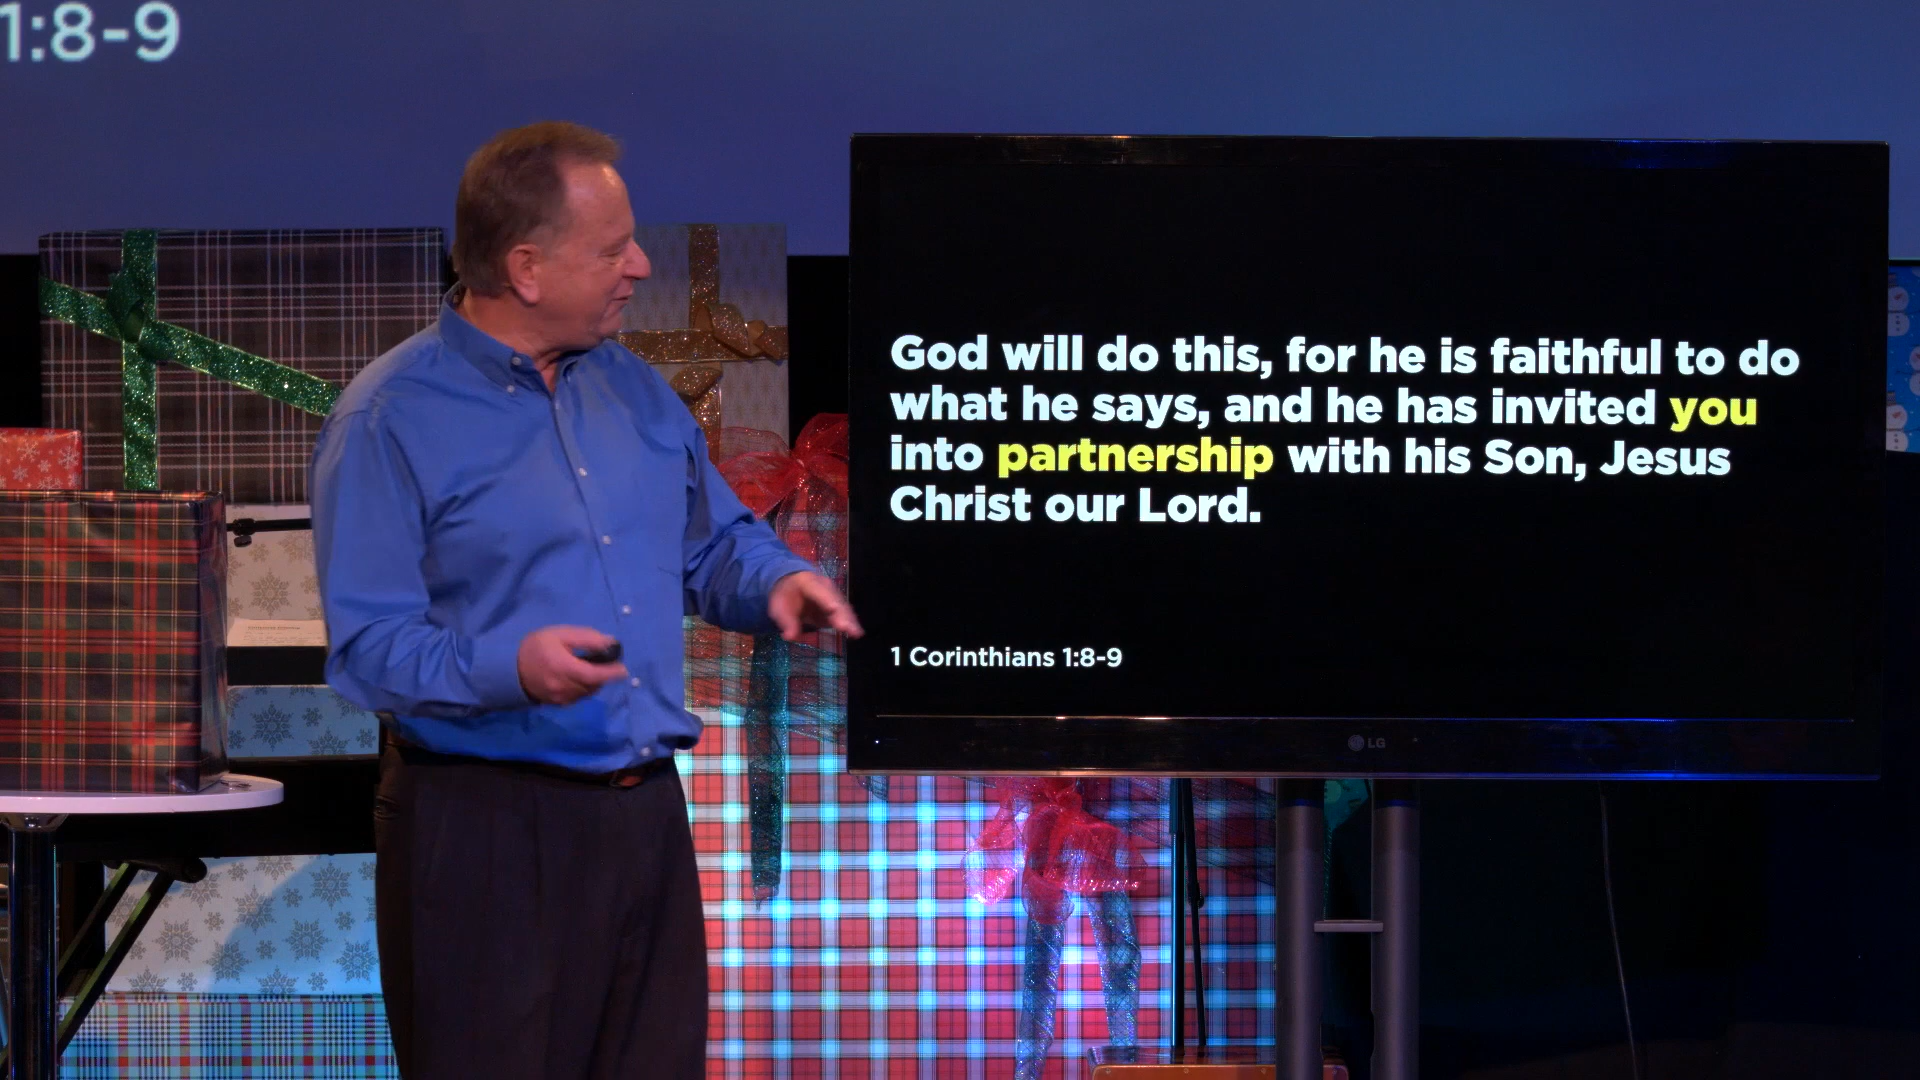 1:8-9
God will do this, for he is faithful to do
what he says, and he has invited you
into partnership with his Son, Jesus
Christ our Lord.
1 Corinthians 1:8-9
LG